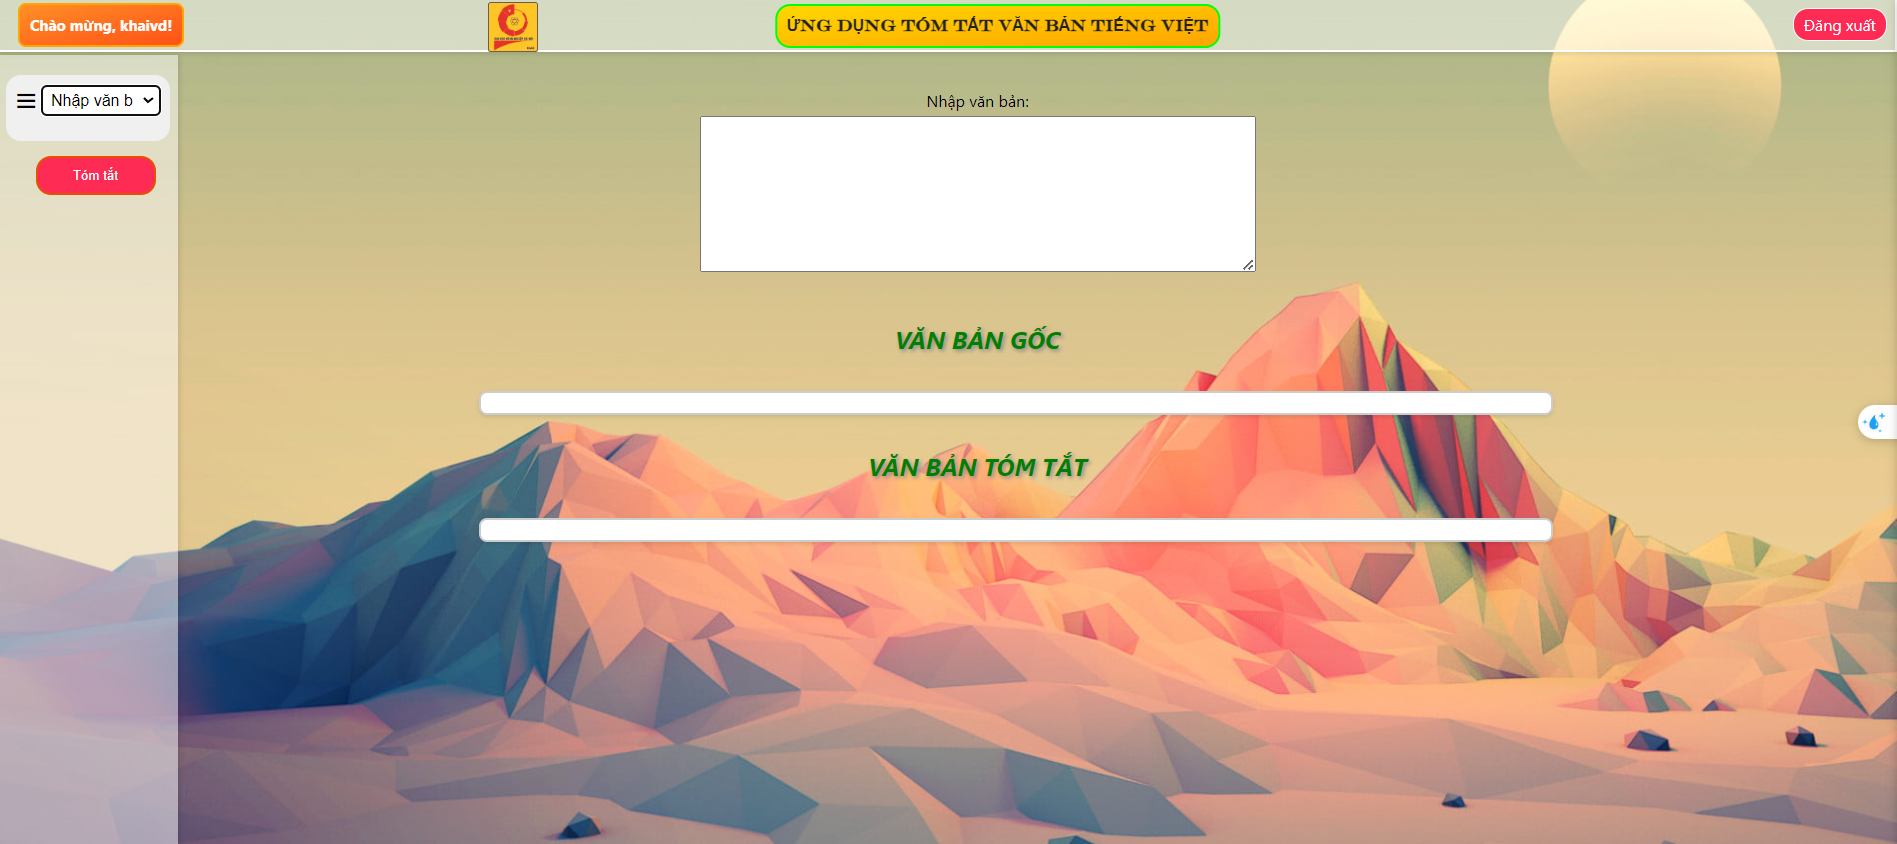 Chào mừng, khaivd!
ỨNG DỤNG TÓM TẮT VĂN BẢN TIẾNG VIỆT
Đăng xuất
Nhập văn b
Tóm tắt
Nhập văn bản:
VĂN BẢN GỐC
VĂN BẢN TÓM TẮT